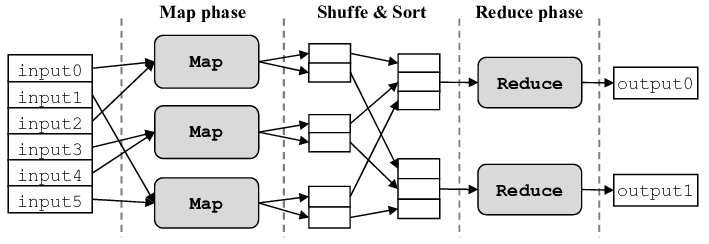 Map phase
Shuffe & Sort
Reduce phase
input0
input1
input2
input3
input4
input5
Map
Map
Map
Reduce
Reduce
output0
output1